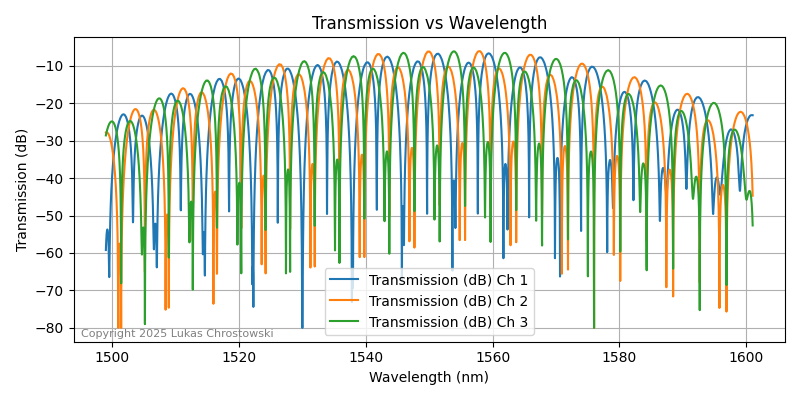 Transmission vs Wavelength
Transmission (dB)
−10
−20
−30
−40
−50
−60
−70
−80
Transmission (dB) Ch 1
Transmission (dB) Ch 2
Transmission (dB) Ch 3
Copyright 2025 Lukas Chrostowski
1500 1520 1540 1560 1580 1600
Wavelength (nm)